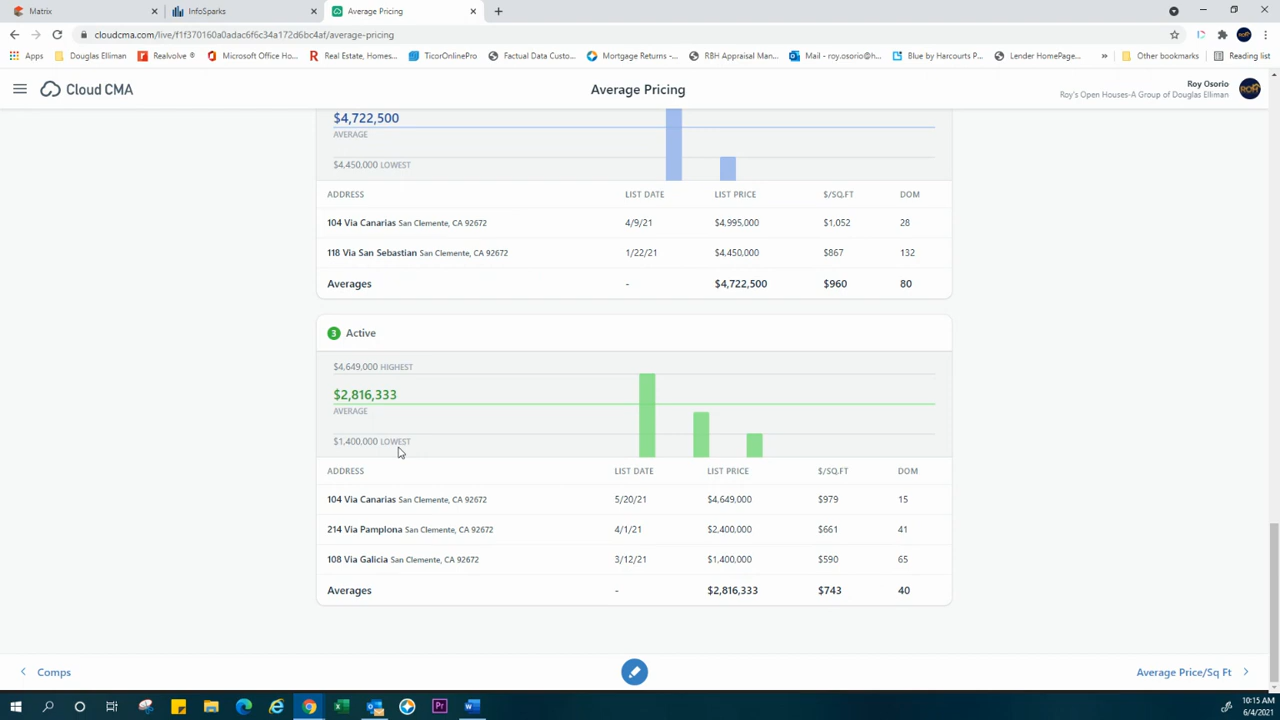 Matrix
InfoSparks
Average Pricing
cloudcma.com/live/f1f370160a0adac6f6c34a172d6bc4af/average-pricing
Apps
Douglas Elliman
Realvolve ®
Microsoft Office Ho...
Real Estate, Homes...
TicorOnlinePro
Factual Data Custo...
Mortgage Returns -...
RBH Appraisal Man...
Mail - roy.osorio@h...
Blue by Harcourts P...
Lender HomePage...
»
Other bookmarks
Reading list
Cloud CMA
Average Pricing
Roy Osorio
Roy's Open Houses-A Group of Douglas Elliman
$4,722,500
AVERAGE
$4,450,000 LOWEST
ADDRESS LIST DATE LIST PRICE $/SQ.FT DOM
104 Via Canarias San Clemente, CA 92672 4/9/21 $4,995,000 $1,052 28
118 Via San Sebastian San Clemente, CA 92672 1/22/21 $4,450,000 $867 132
Averages - $4,722,500 $960 80
3 Active
$4,649,000 HIGHEST
$2,816,333
AVERAGE
$1,400,000 LOWEST
ADDRESS LIST DATE LIST PRICE $/SQ.FT DOM
104 Via Canarias San Clemente, CA 92672 5/20/21 $4,649,000 $979 15
214 Via Pamplona San Clemente, CA 92672 4/1/21 $2,400,000 $661 41
108 Via Galicia San Clemente, CA 92672 3/12/21 $1,400,000 $590 65
Averages - $2,816,333 $743 40
Comps
Average Price/Sq Ft
10:15 AM
6/4/2021